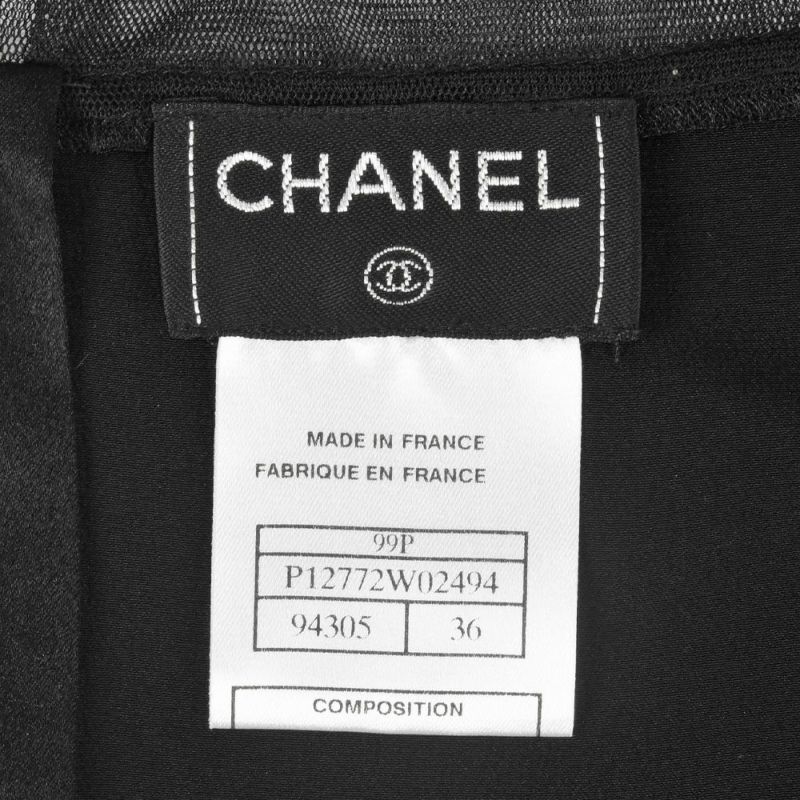 CHANEL
MADE IN FRANCE
FABRIQUE EN FRANCE
99P
P12772W02494
94305 36
COMPOSITION